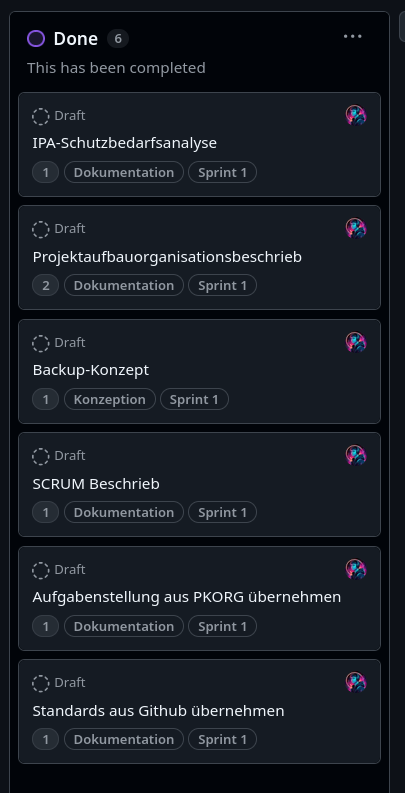 Done 6
This has been completed
Draft
IPA-Schutzbedarfsanalyse
1 Dokumentation Sprint 1
Draft
Projektaufbauorganisationsbeschrieb
2 Dokumentation Sprint 1
Draft
Backup-Konzept
1 Konzeption Sprint 1
Draft
SCRUM Beschrieb
1 Dokumentation Sprint 1
Draft
Aufgabenstellung aus PKORG übernehmen
1 Dokumentation Sprint 1
Draft
Standards aus Github übernehmen
1 Dokumentation Sprint 1